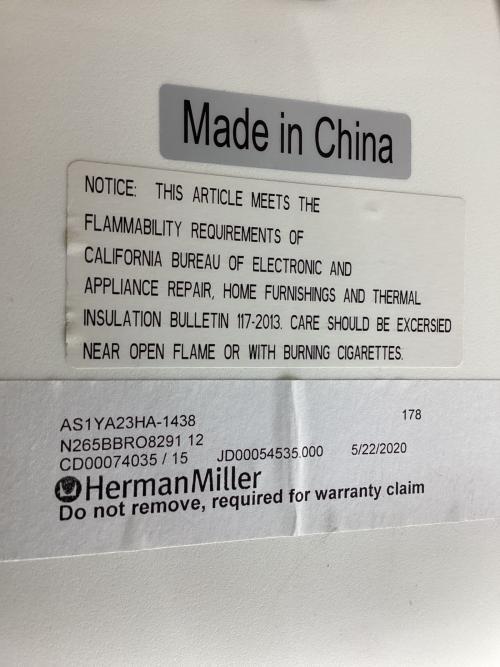 Made in China
NOTICE: THIS ARTICLE MEETS THE
FLAMMABILITY REQUIREMENTS OF
CALIFORNIA BUREAU OF ELECTRONIC AND
APPLIANCE REPAIR, HOME FURNISHINGS AND THERMAL
INSULATION BULLETIN 117-2013. CARE SHOULD BE EXCERSIED
NEAR OPEN FLAME OR WITH BURNING CIGARETTES.
AS1YA23HA-1438 178
N265BBRO8291 12
CD00074035 / 15 JD00054535.000 5/22/2020
HermanMiller
Do not remove, required for warranty claim